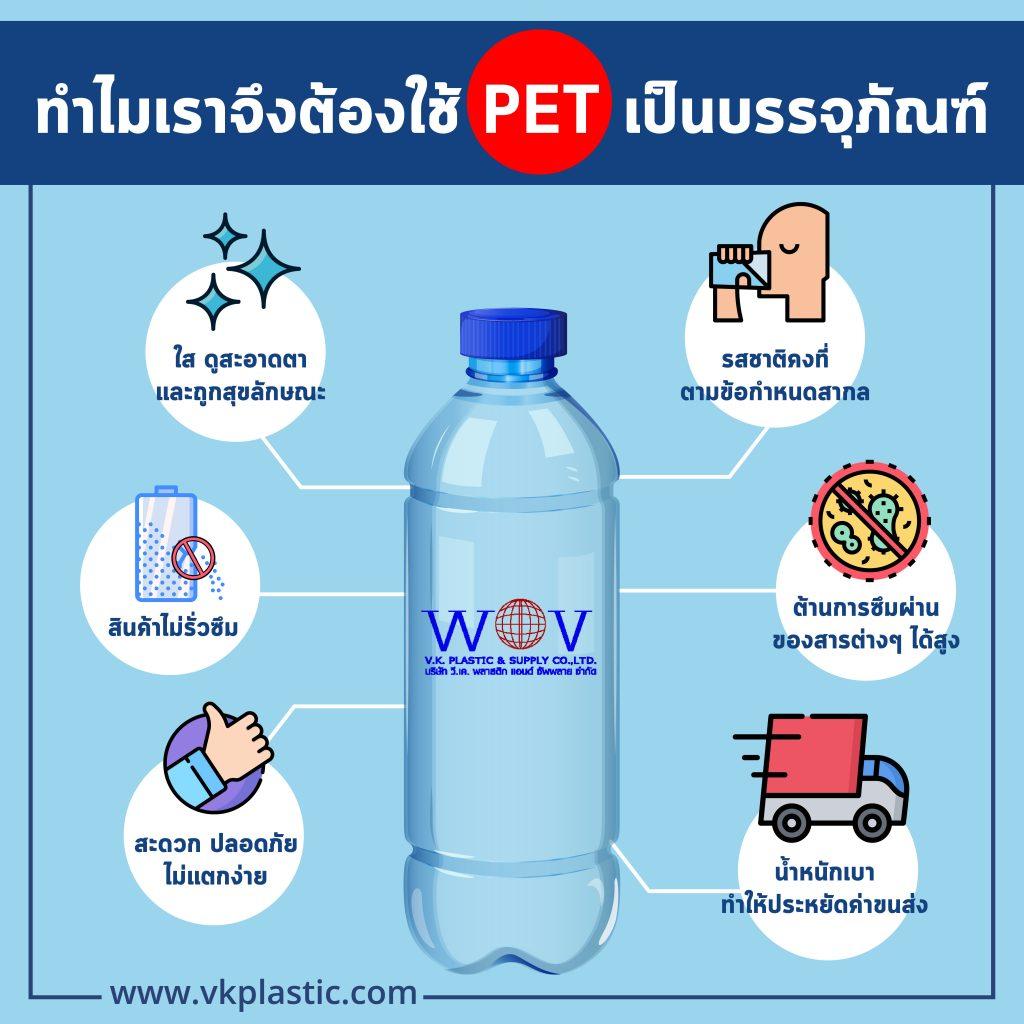 ทำไมเราจึงต้องใช้ PET เป็นบรรจุภัณฑ์
ใส ดูสะอาดตา
และถูกสุขลักษณะ
รสชาติคงที่
ตามข้อกำหนดสากล
สินค้าไม่รั่วซึม
ต้านการซึมผ่าน
ของสารต่างๆ ได้สูง
W V
V.K. PLASTIC & SUPPLY CO.,LTD.
บริษัท วี.เค. พลาสติก แอนด์ ซัพพลาย จำกัด
สะดวก ปลอดภัย
ไม่แตกง่าย
น้ำหนักเบา
ทำให้ประหยัดค่าขนส่ง
www.vkplastic.com